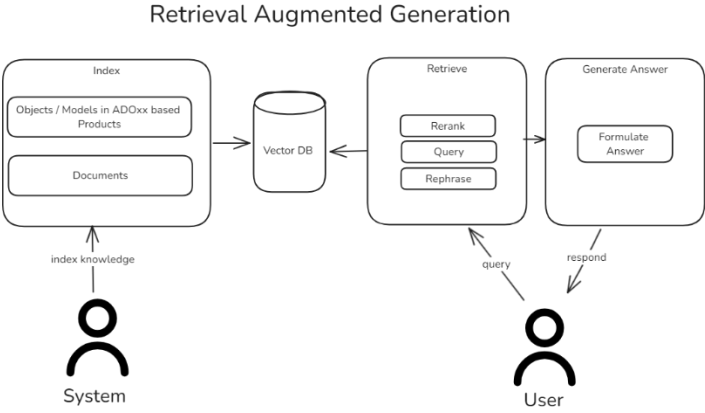 Retrieval Augmented Generation
Index
Objects / Models in ADOxx based
Products
Documents
index knowledge
System
Vector DB
Retrieve
Rerank
Query
Rephrase
Generate Answer
Formulate
Answer
query
respond
User